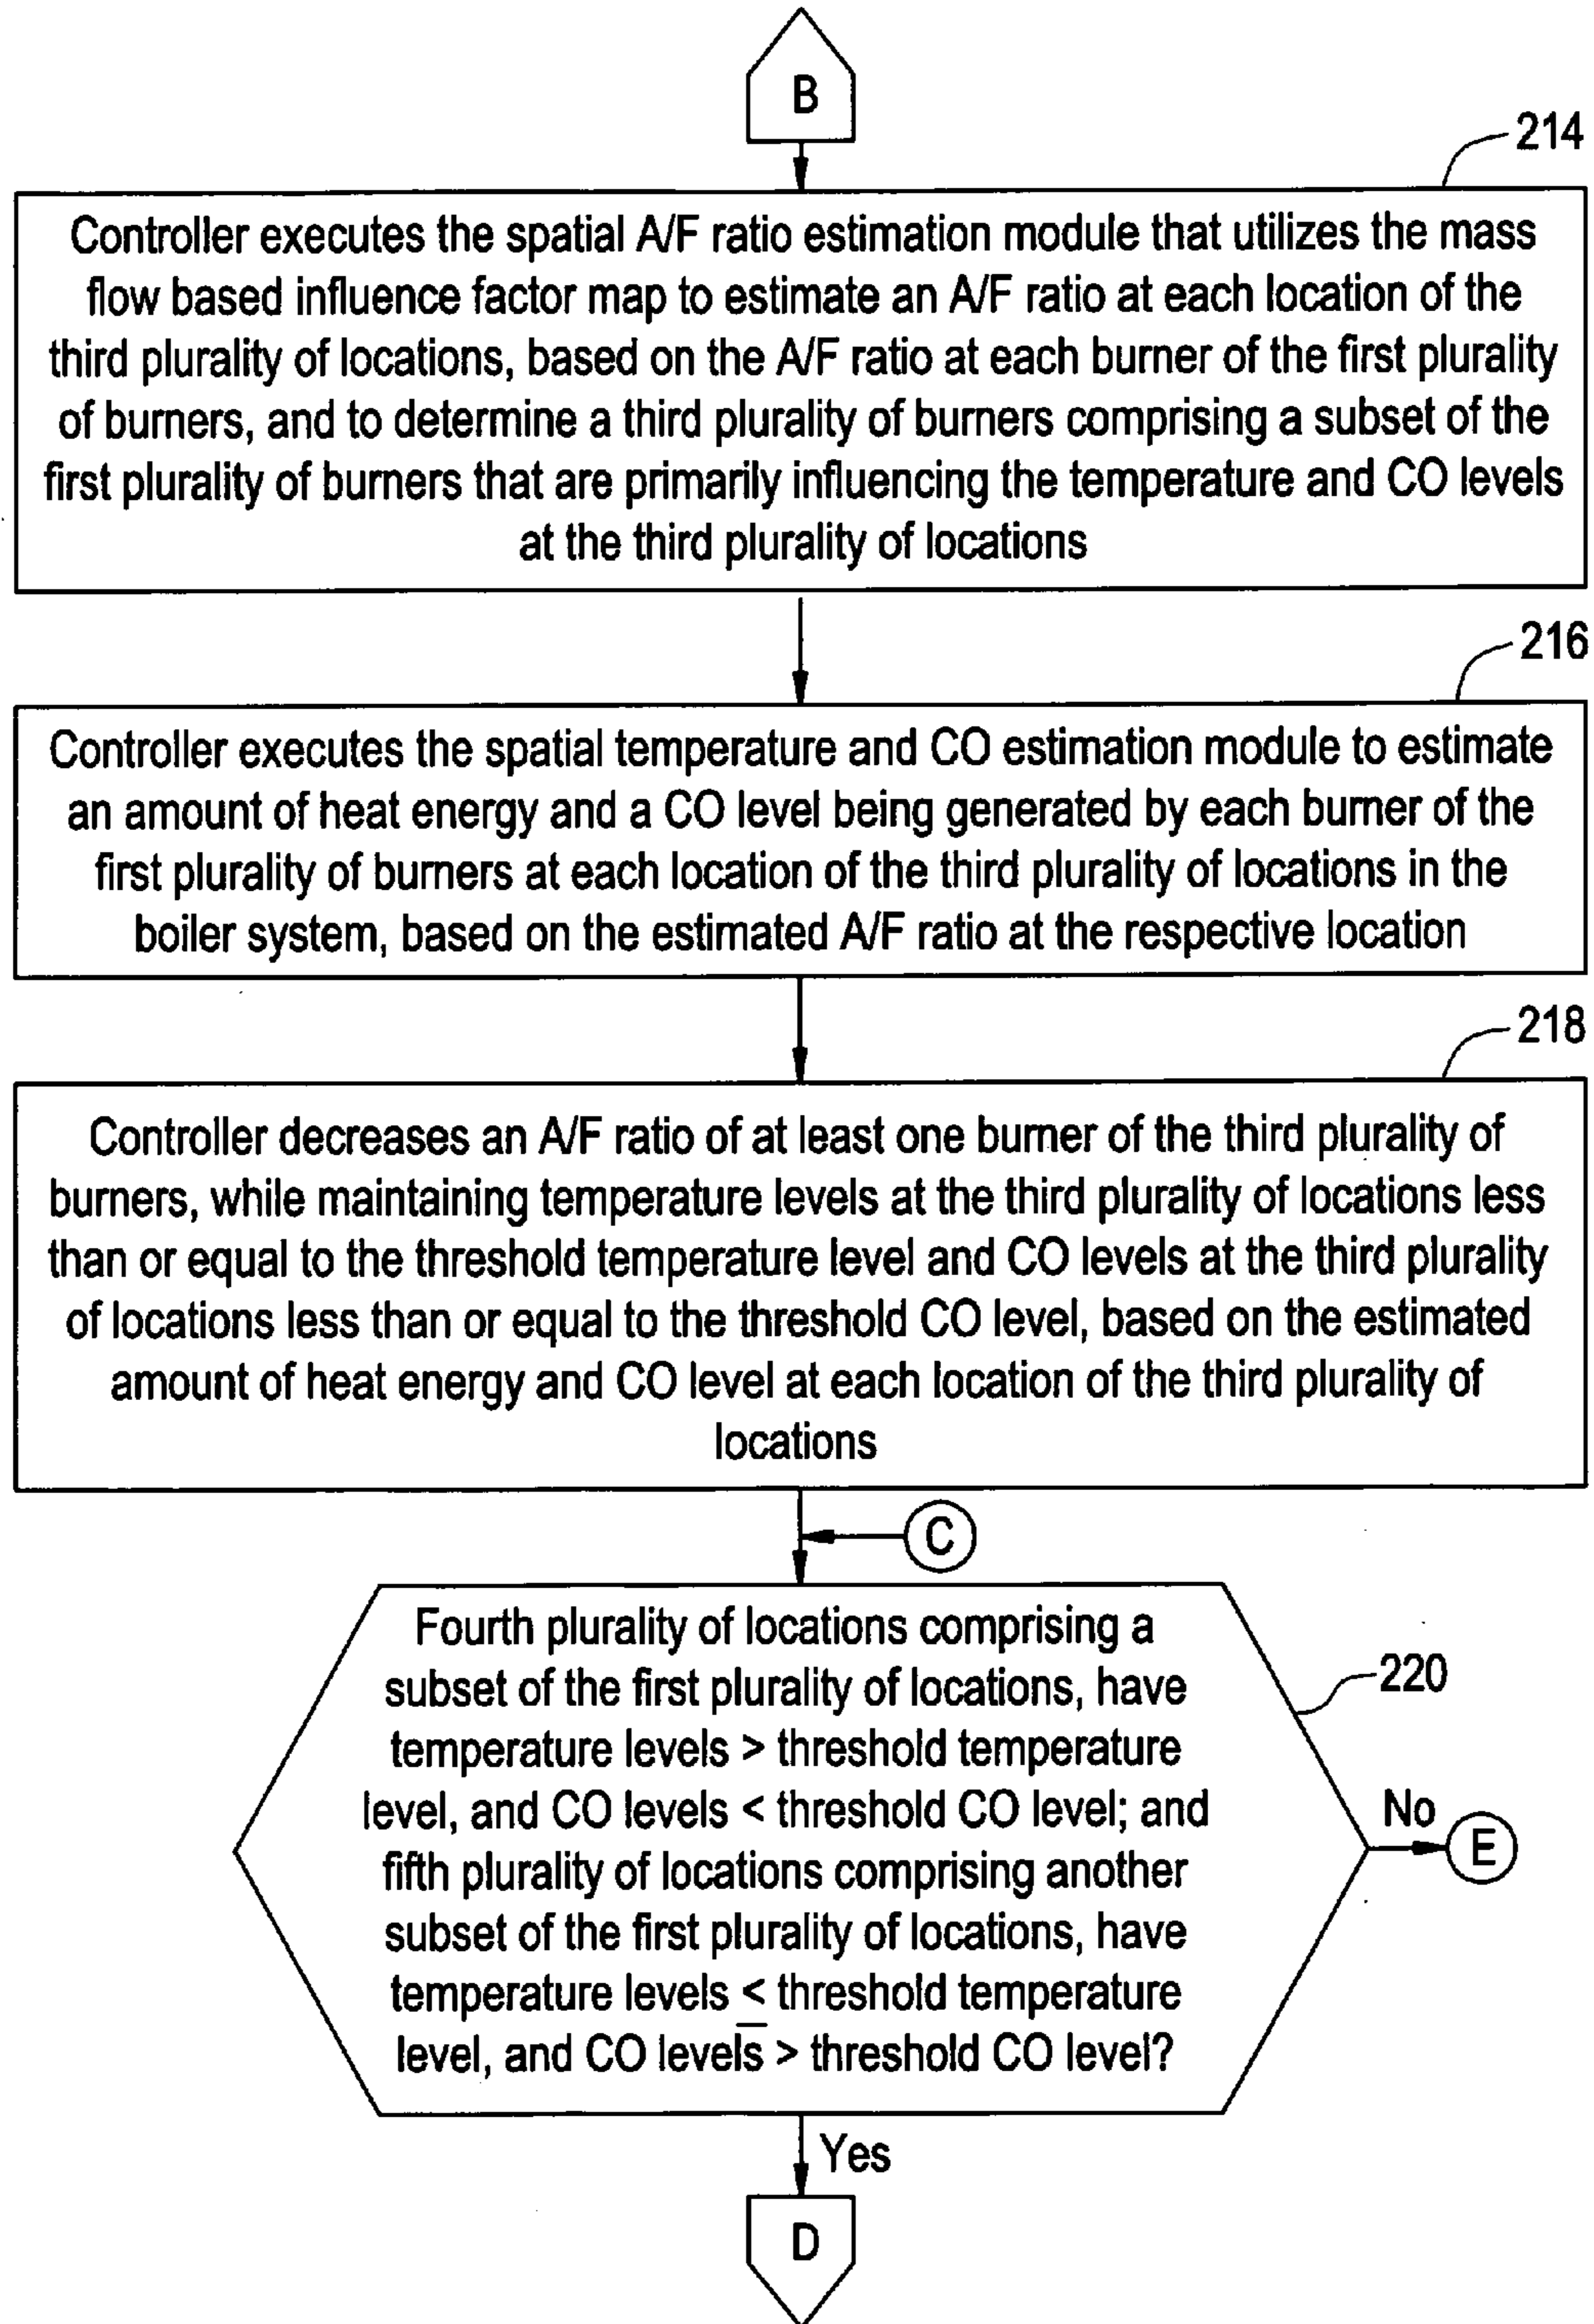 B
214
Controller executes the spatial A/F ratio estimation module that utilizes the mass
flow based influence factor map to estimate an A/F ratio at each location of the
third plurality of locations, based on the A/F ratio at each burner of the first plurality
of burners, and to determine a third plurality of burners comprising a subset of the
first plurality of burners that are primarily influencing the temperature and CO levels
at the third plurality of locations
216
Controller executes the spatial temperature and CO estimation module to estimate
an amount of heat energy and a CO level being generated by each burner of the
first plurality of burners at each location of the third plurality of locations in the
boiler system, based on the estimated A/F ratio at the respective location
218
Controller decreases an A/F ratio of at least one burner of the third plurality of
burners, while maintaining temperature levels at the third plurality of locations less
than or equal to the threshold temperature level and CO levels at the third plurality
of locations less than or equal to the threshold CO level, based on the estimated
amount of heat energy and CO level at each location of the third plurality of
locations
C
Fourth plurality of locations comprising a
subset of the first plurality of locations, have
temperature levels > threshold temperature
level, and CO levels < threshold CO level; and
fifth plurality of locations comprising another
subset of the first plurality of locations, have
temperature levels ≤ threshold temperature
level, and CO levels > threshold CO level?
220
No
E
Yes
D